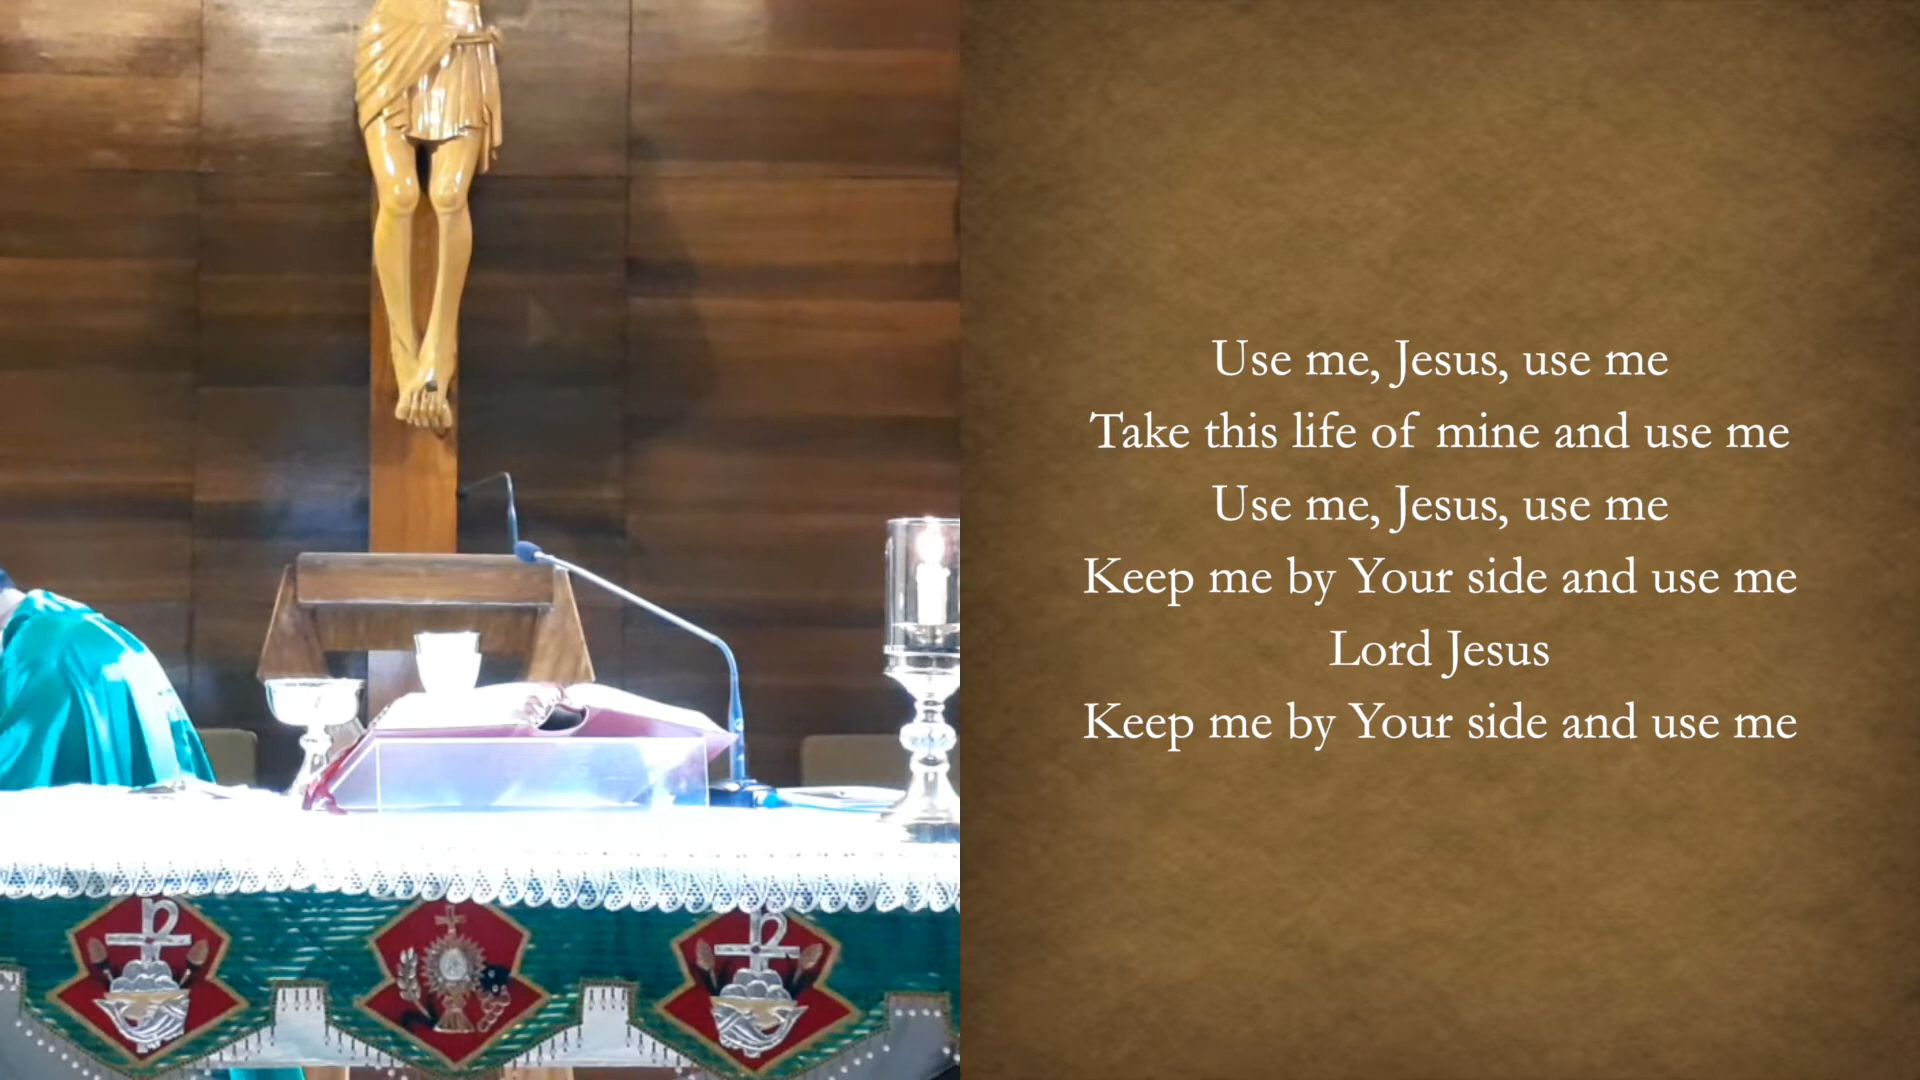 Use me, Jesus, use me
Take this life of mine and use me
Use me, Jesus, use me
Keep me by Your side and use me
Lord Jesus
Keep me by Your side and use me